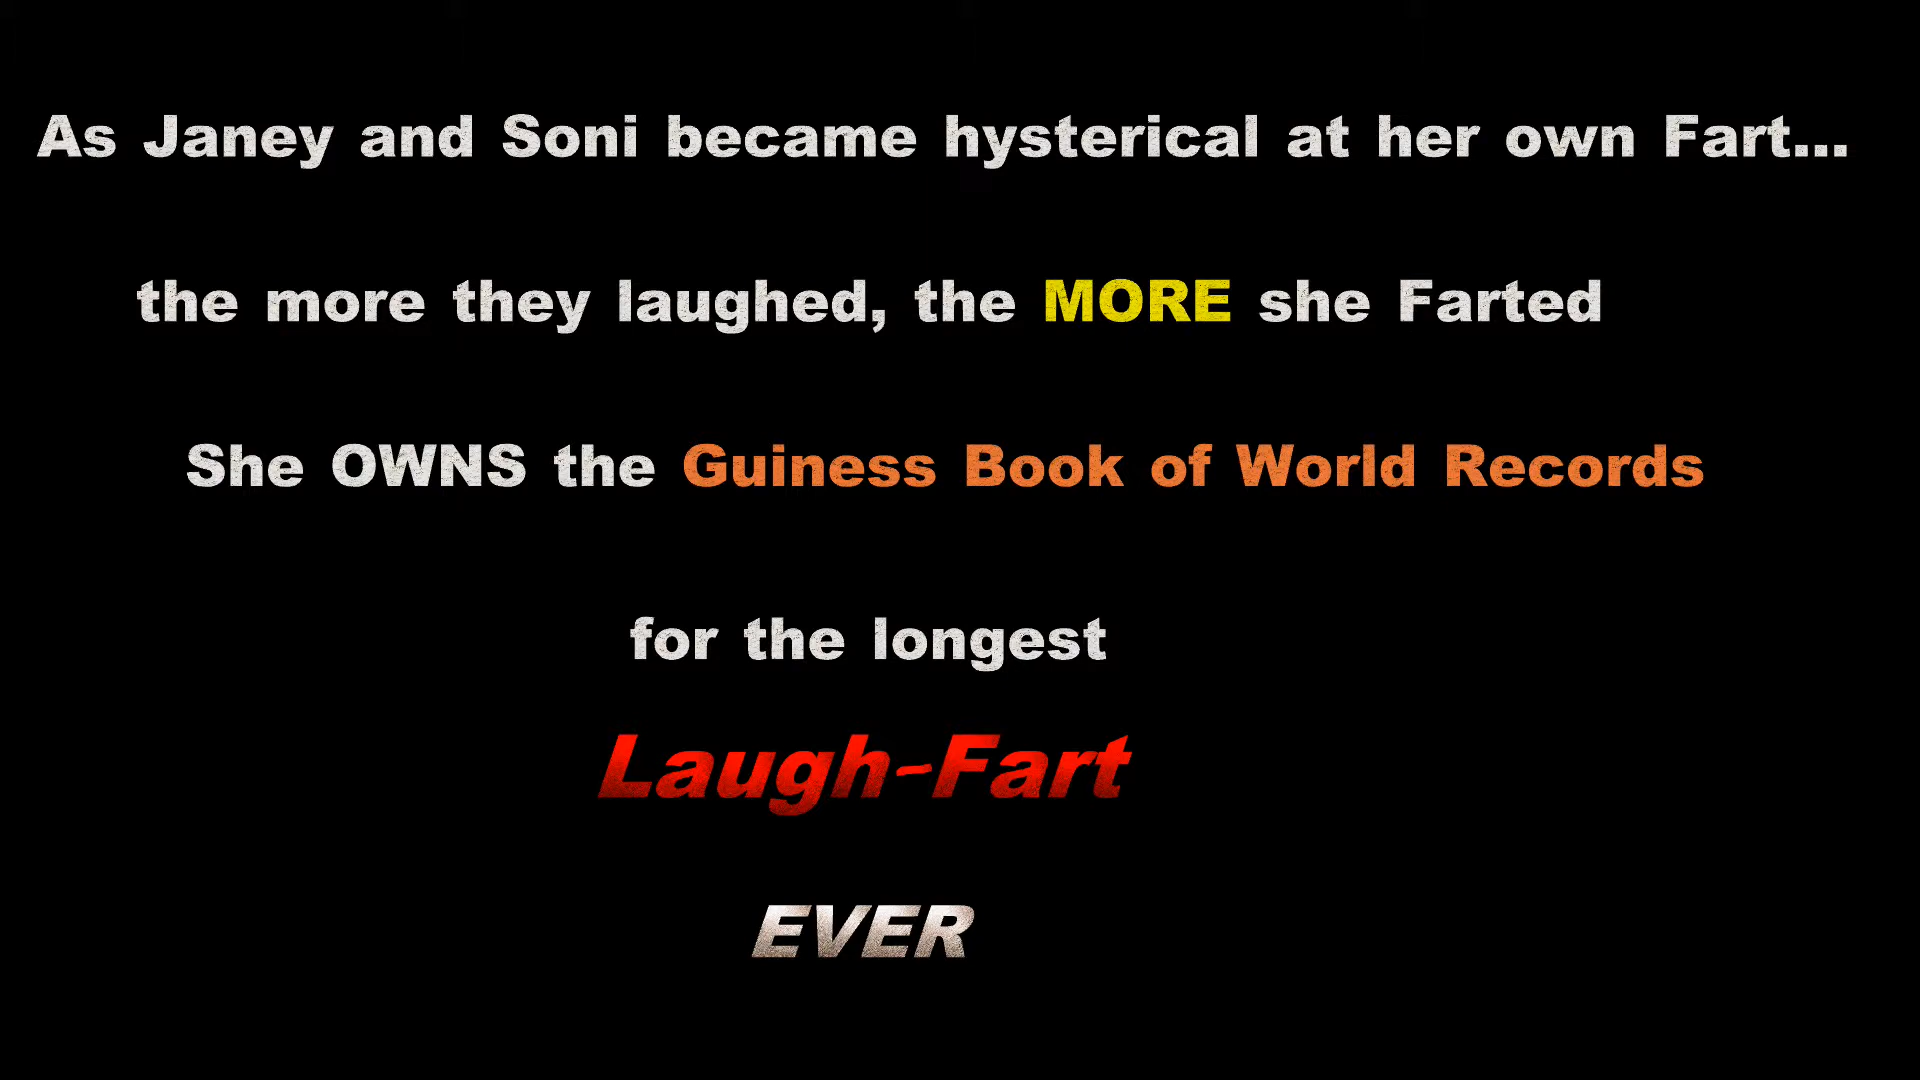 As Janey and Soni became hysterical at her own Fart...
the more they laughed, the MORE she Farted
She OWNS the Guiness Book of World Records
for the longest
Laugh-Fart
EVER